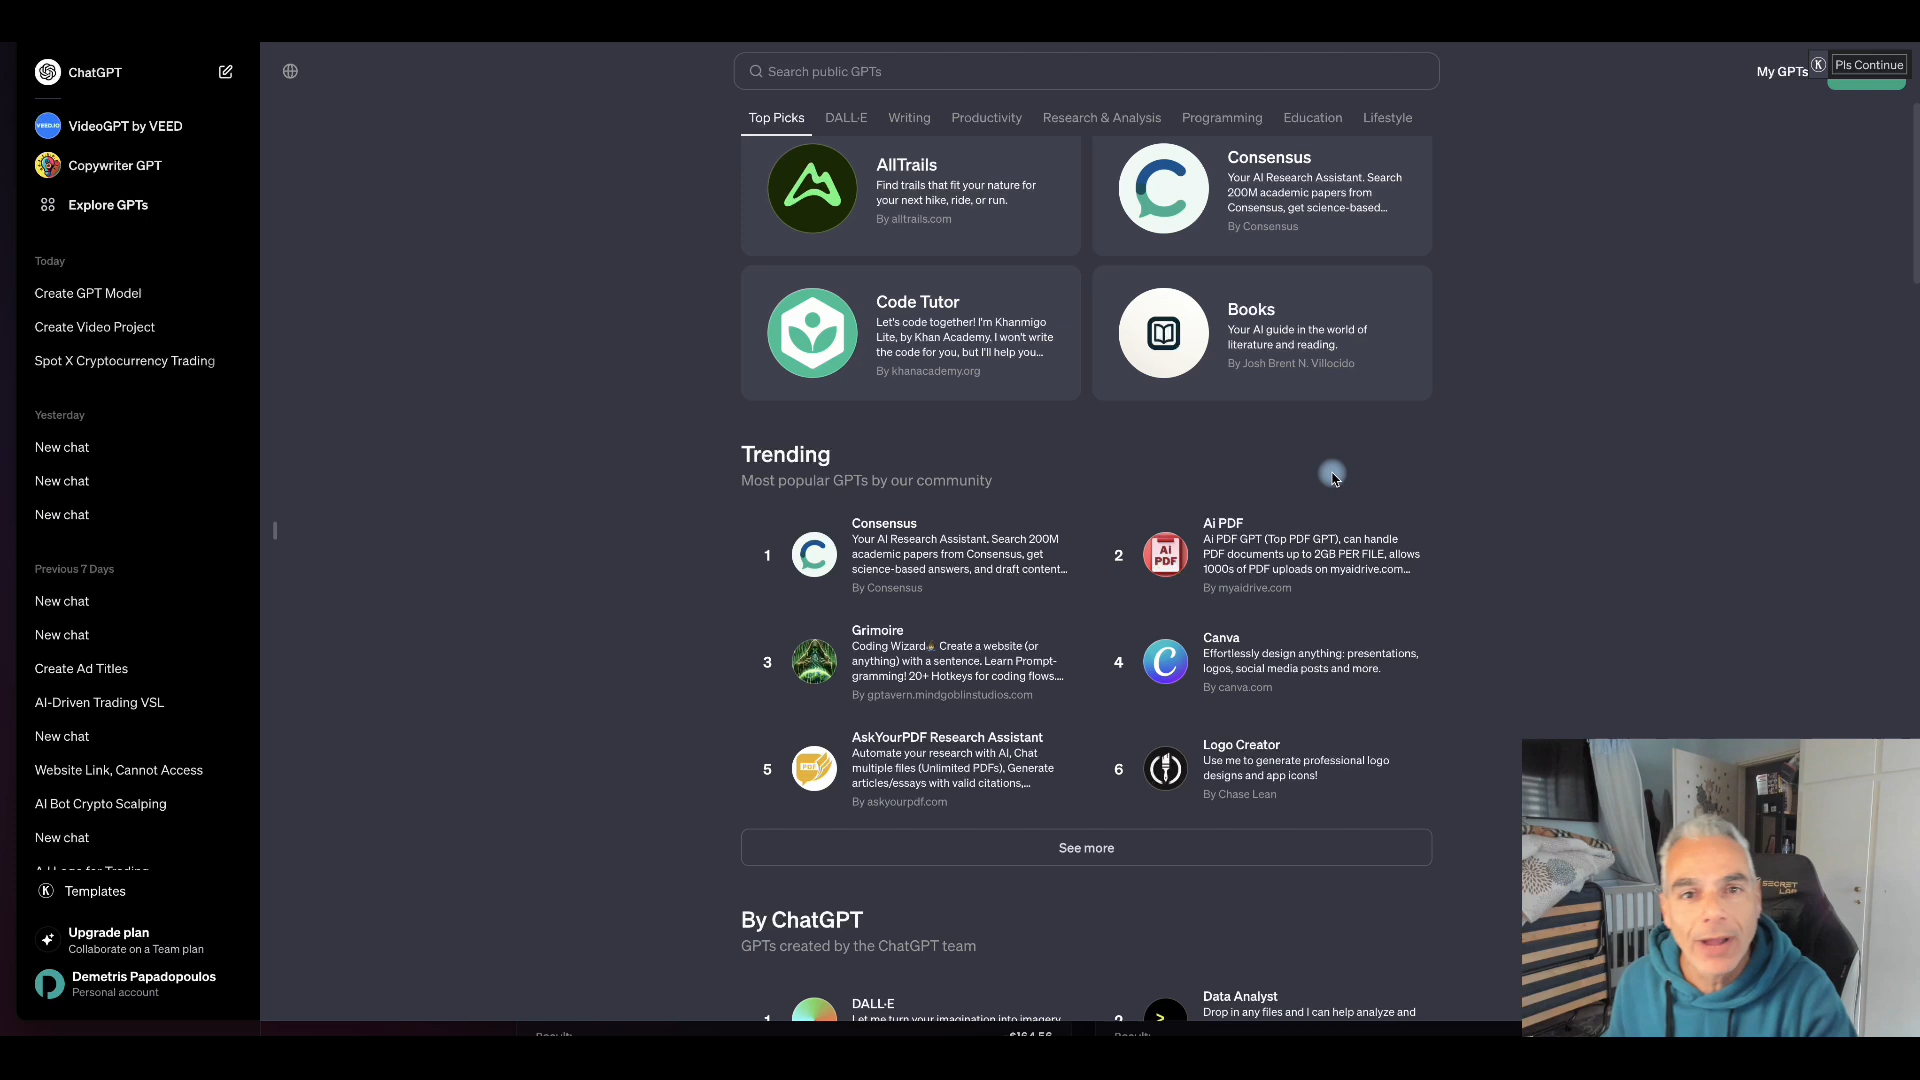 ChatGPT
VEED.IO
VideoGPT by VEED
Copywriter GPT
Explore GPTs
Today
Create GPT Model
Create Video Project
Spot X Cryptocurrency Trading
Yesterday
New chat
New chat
New chat
Previous 7 Days
New chat
New chat
Create Ad Titles
AI-Driven Trading VSL
New chat
Website Link, Cannot Access
AI Bot Crypto Scalping
New chat
Templates
Upgrade plan
Collaborate on a Team plan
Demetris Papadopoulos
Personal account
Search public GPTs
My GPTs
K
Pls Continue
Top Picks
DALL·E
Writing
Productivity
Research & Analysis
Programming
Education
Lifestyle
AllTrails
Find trails that fit your nature for
your next hike, ride, or run.
By alltrails.com
Consensus
Your AI Research Assistant. Search
200M academic papers from
Consensus, get science-based...
By Consensus
Code Tutor
Let's code together! I'm Khanmigo
Lite, by Khan Academy. I won't write
the code for you, but I'll help you...
By khanacademy.org
Books
Your AI guide in the world of
literature and reading.
By Josh Brent N. Villocido
Trending
Most popular GPTs by our community
1
Consensus
Your AI Research Assistant. Search 200M
academic papers from Consensus, get
science-based answers, and draft content...
By Consensus
2
Ai PDF
Ai PDF
Ai PDF GPT (Top PDF GPT), can handle
PDF documents up to 2GB PER FILE, allows
1000s of PDF uploads on myaidrive.com...
By myaidrive.com
3
Grimoire
Coding Wizard🧙‍♂️ Create a website (or
anything) with a sentence. Learn Prompt-
gramming! 20+ Hotkeys for coding flows....
By gptavern.mindgoblinstudios.com
4
Canva
Effortlessly design anything: presentations,
logos, social media posts and more.
By canva.com
5
PDF
AskYourPDF Research Assistant
Automate your research with AI, Chat
multiple files (Unlimited PDFs), Generate
articles/essays with valid citations,...
By askyourpdf.com
6
Logo Creator
Use me to generate professional logo
designs and app icons!
By Chase Lean
See more
By ChatGPT
GPTs created by the ChatGPT team
1
DALL·E
Let me turn your imagination into imagery
2
Data Analyst
Drop in any files and I can help analyze and
SECRET
LAB